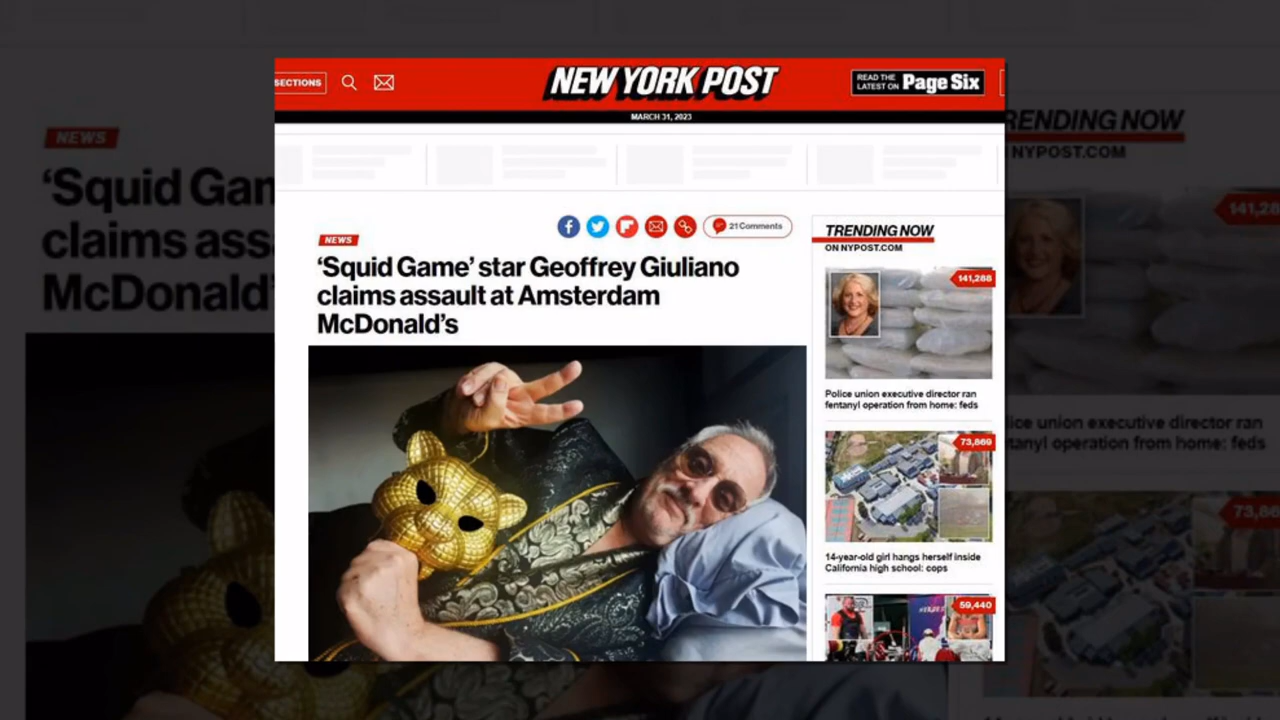 SECTIONS
NEW YORK POST
READ THE
LATEST ON
Page Six
MARCH 31, 2023
NEWS
21 Comments
'Squid Game' star Geoffrey Giuliano
claims assault at Amsterdam
McDonald's
TRENDING NOW
ON NYPOST.COM
141,288
Police union executive director ran
fentanyl operation from home: feds
73,869
14-year-old girl hangs herself inside
California high school: cops
59,440
NEWS
'Squid Gam
claims ass
McDonald'
RENDING NOW
NYPOST.COM
141,28
lice union executive director ran
tanyl operation from home: feds
73,86